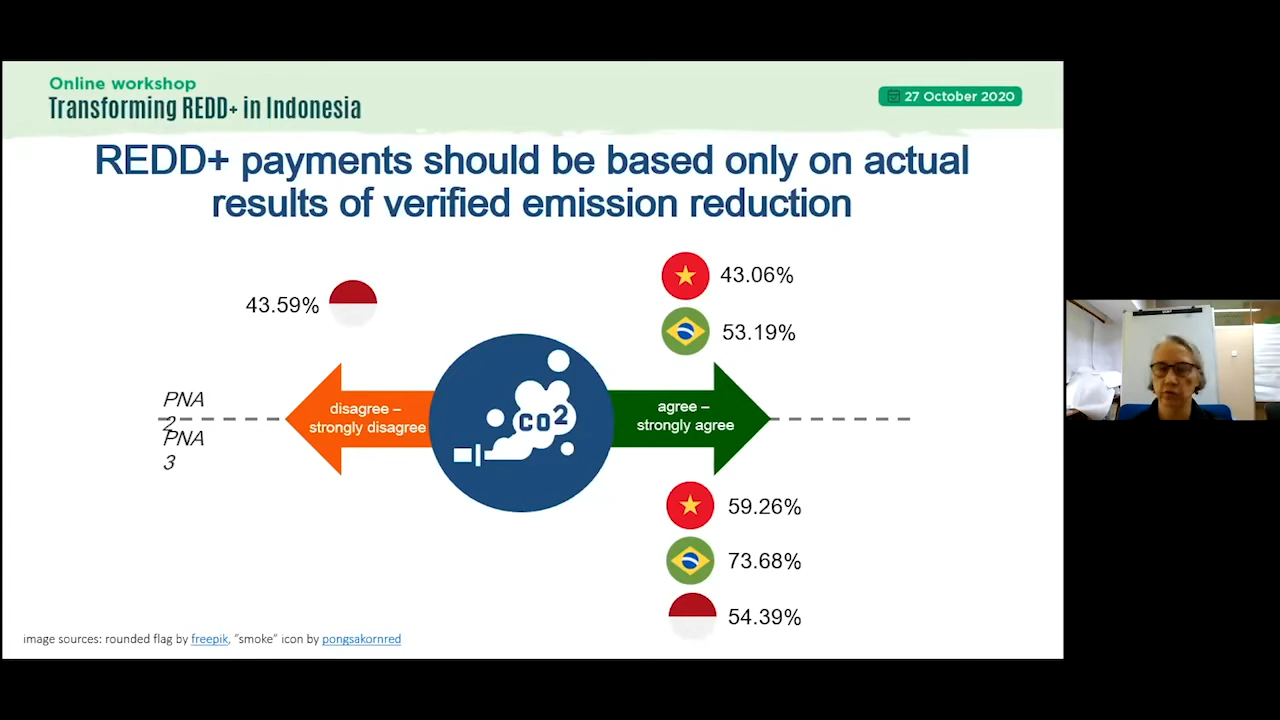 Online workshop
Transforming REDD+ in Indonesia
27 October 2020
REDD+ payments should be based only on actual
results of verified emission reduction
43.59%
43.06%
53.19%
PNA
2
PNA
3
disagree –
strongly disagree
CO2
agree –
strongly agree
59.26%
73.68%
54.39%
image sources: rounded flag by freepik, “smoke” icon by pongsakornred